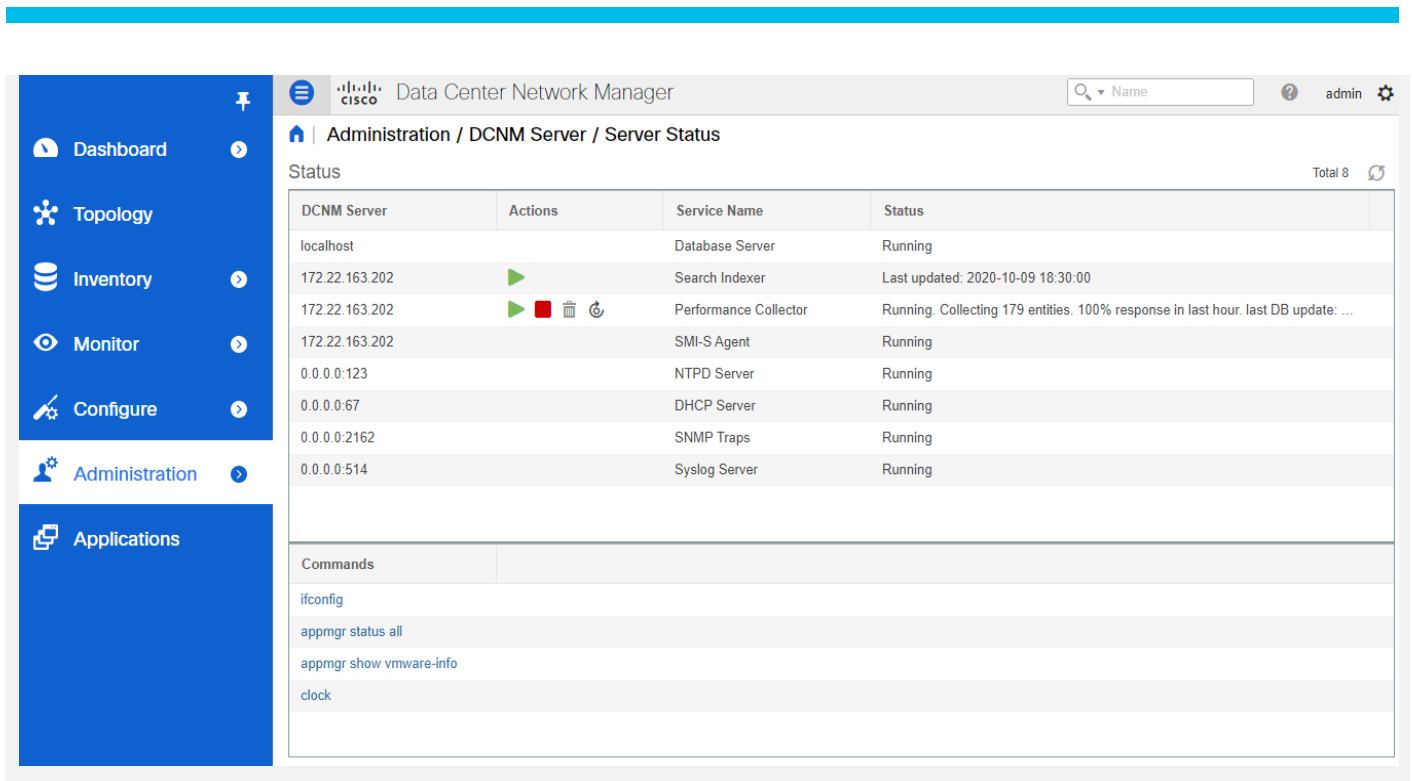 cisco Data Center Network Manager
Name
admin
Administration / DCNM Server / Server Status
Dashboard
Topology
Inventory
Monitor
Configure
Administration
Applications
Status
Total 8
DCNM Server Actions Service Name Status
localhost Database Server Running
172.22.163.202 Search Indexer Last updated: 2020-10-09 18:30:00
172.22.163.202 Performance Collector Running. Collecting 179 entities. 100% response in last hour. last DB update: ...
172.22.163.202 SMI-S Agent Running
0.0.0.0:123 NTPD Server Running
0.0.0.0:67 DHCP Server Running
0.0.0.0:2162 SNMP Traps Running
0.0.0.0:514 Syslog Server Running
Commands
ifconfig
appmgr status all
appmgr show vmware-info
clock